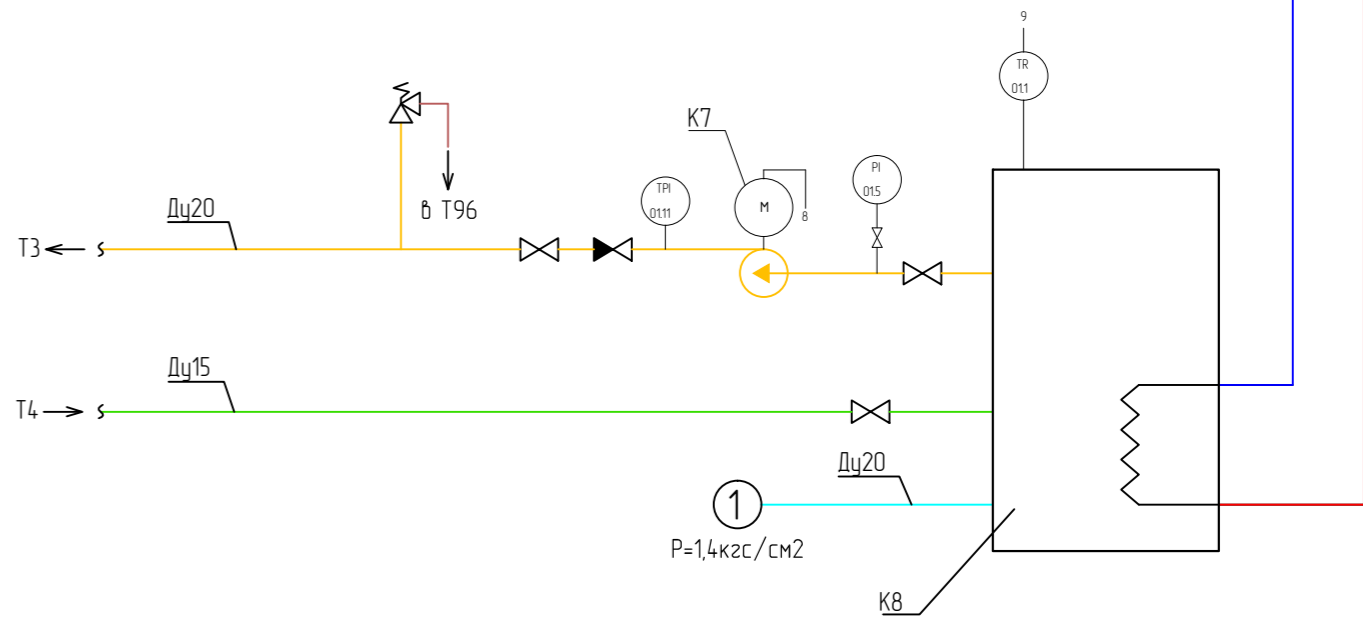 9
TR
01.1
К7
PI
01.5
TPI
01.11
М
8
в Т96
Ду20
Т3
Ду15
Т4
Ду20
1
Р=1,4кгс/см2
К8